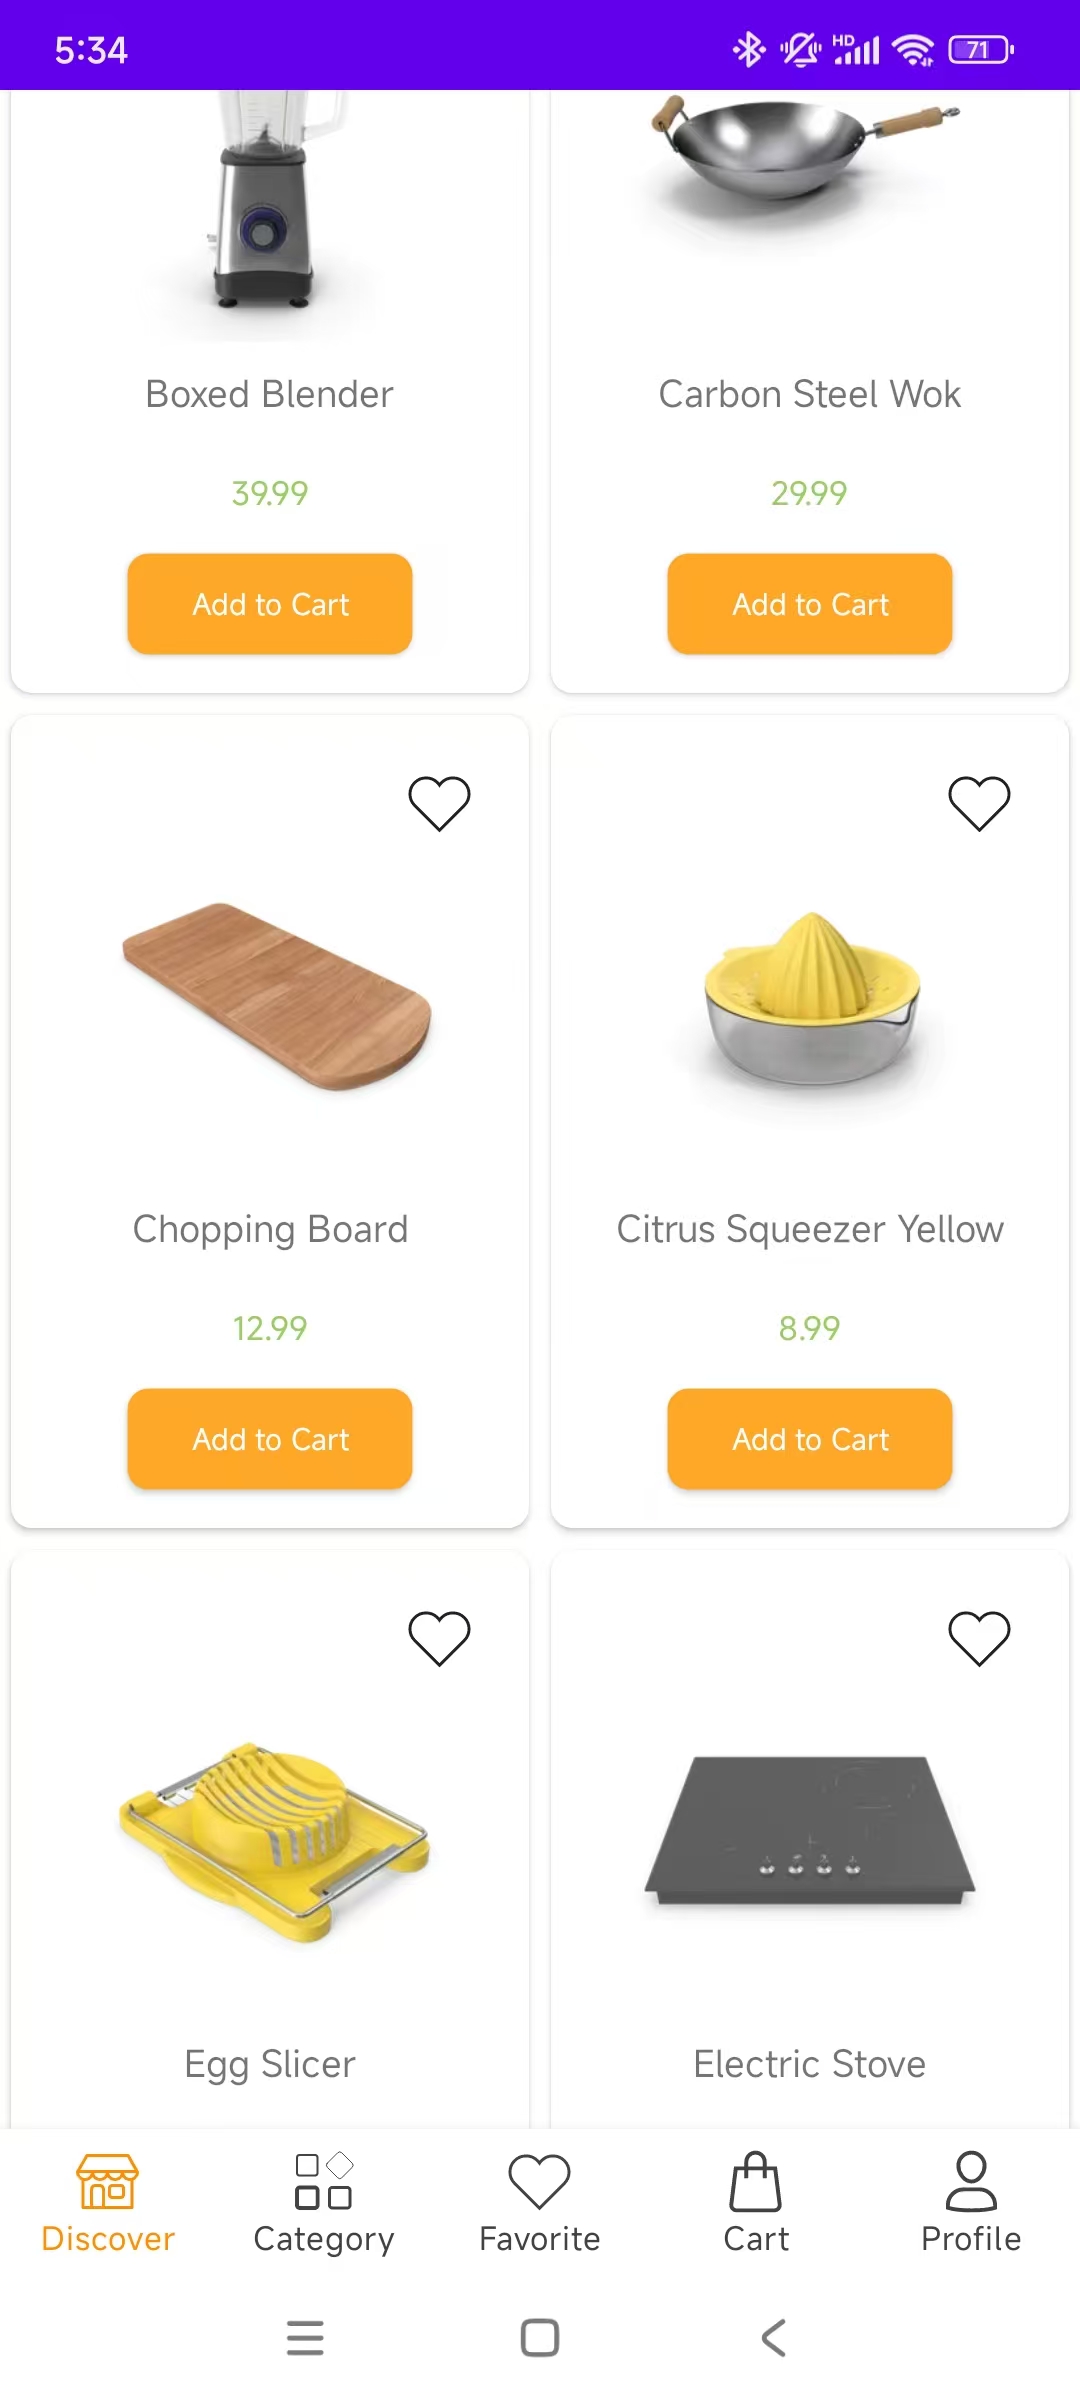 5:34
HD
71
Boxed Blender
Carbon Steel Wok
39.99
29.99
Add to Cart
Add to Cart
Chopping Board
Citrus Squeezer Yellow
12.99
8.99
Add to Cart
Add to Cart
Egg Slicer
Electric Stove
Discover
Category
Favorite
Cart
Profile